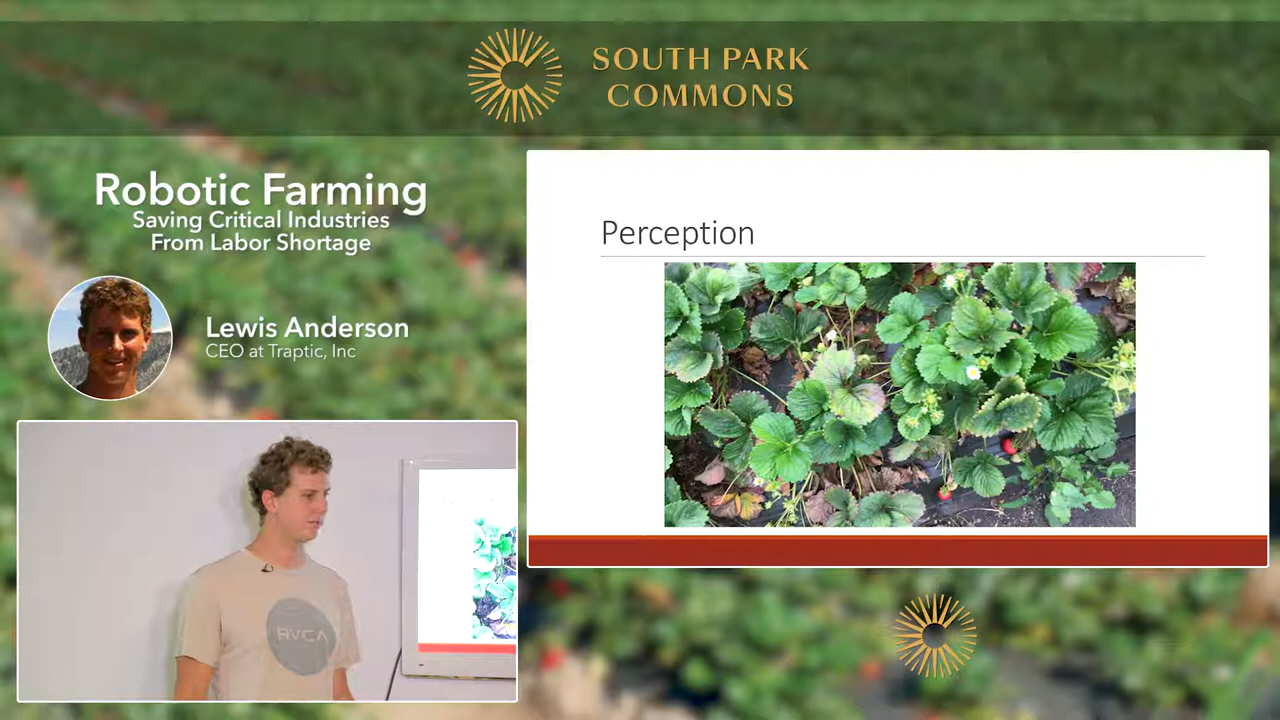 SOUTH PARK
COMMONS
Robotic Farming
Saving Critical Industries
From Labor Shortage
Lewis Anderson
CEO at Traptic, Inc
Perception
RVCA